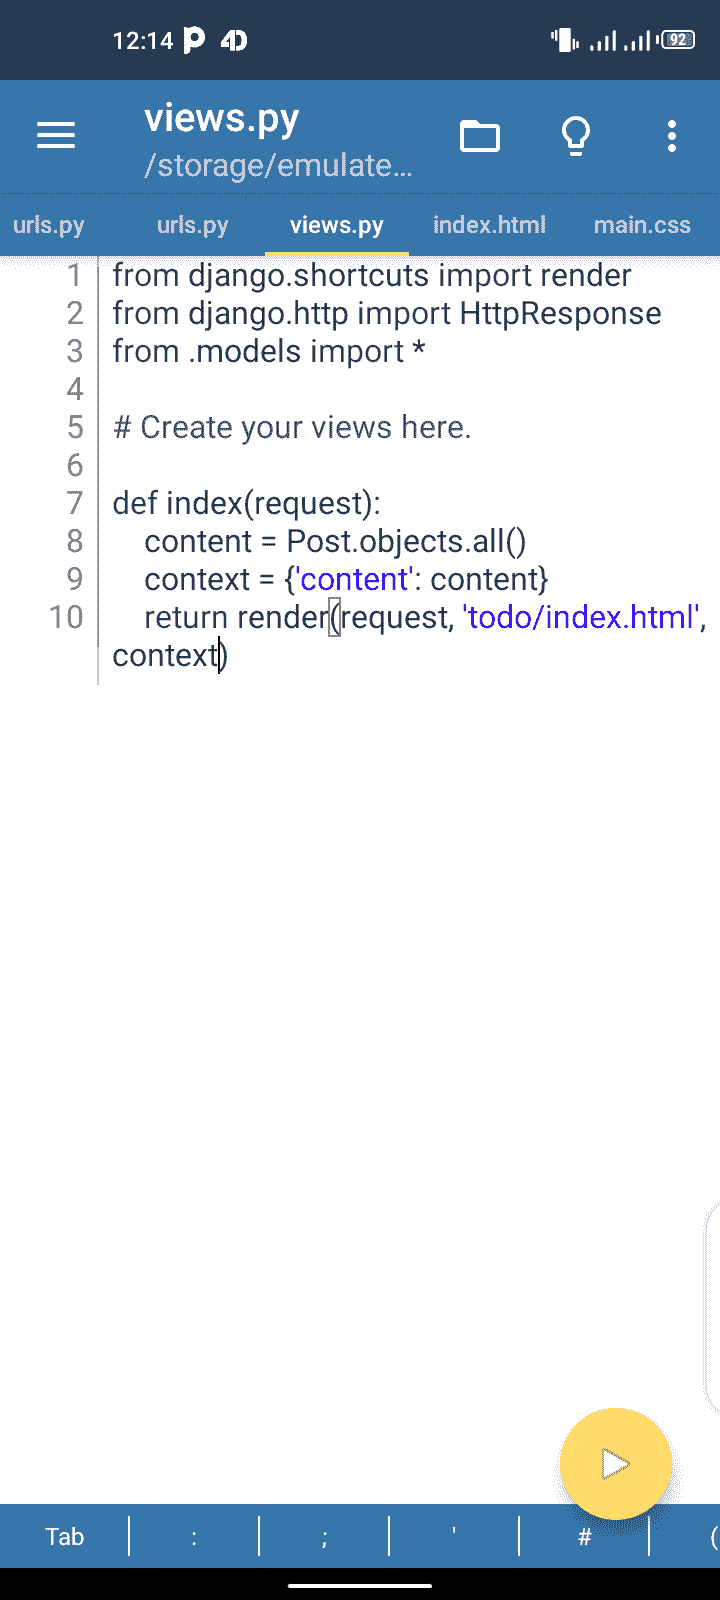 12:14
92
views.py
/storage/emulate...
urls.py urls.py views.py index.html main.css
1 from django.shortcuts import render
2 from django.http import HttpResponse
3 from .models import *
4
5 # Create your views here.
6
7 def index(request):
8     content = Post.objects.all()
9     context = {'content': content}
10     return render(request, 'todo/index.html',
context)
Tab : ; ' # (